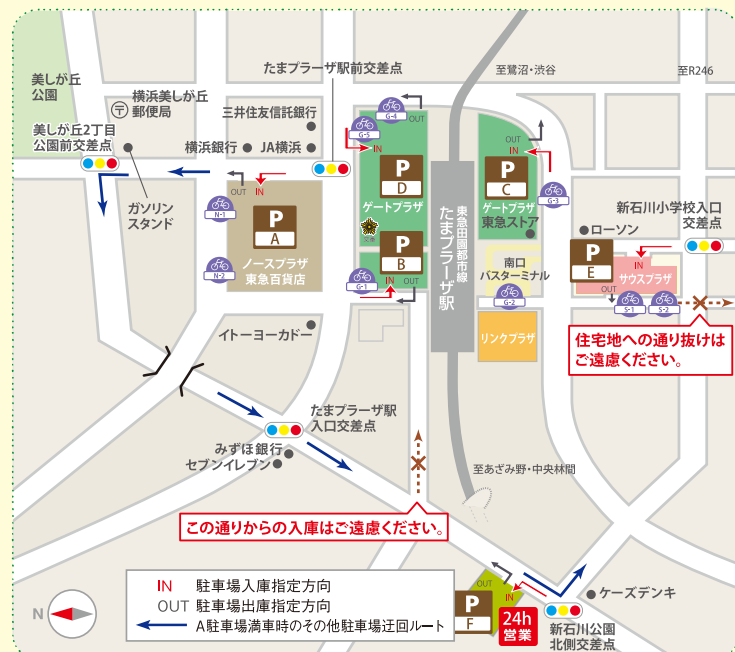 美しが丘
公園
横浜美しが丘
郵便局
たまプラーザ駅前交差点
至鷺沼・渋谷
至R246
三井住友信託銀行
美しが丘2丁目
公園前交差点
横浜銀行
JA横浜
ガソリン
スタンド
OUT
IN
N-1
P
A
ノースプラザ
東急百貨店
N-2
G-4
OUT
G-5
IN
P
D
ゲートプラザ
P
B
IN
OUT
G-1
東急田園都市線
たまプラーザ駅
OUT
IN
P
C
G-3
ゲートプラザ
東急ストア
新石川小学校入口
交差点
ローソン
P
E
IN
サウスプラザ
OUT
S-1
S-2
南口
バスターミナル
G-2
リンクプラザ
住宅地への通り抜けは
ご遠慮ください。
イトーヨーカドー
たまプラーザ駅
入口交差点
みずほ銀行
セブンイレブン
至あざみ野・中央林間
この通りからの入庫はご遠慮ください。
IN 駐車場入庫指定方向
OUT 駐車場出庫指定方向
A駐車場満車時のその他駐車場迂回ルート
N
OUT
P
F
IN
24h
営業
ケーズデンキ
新石川公園
北側交差点